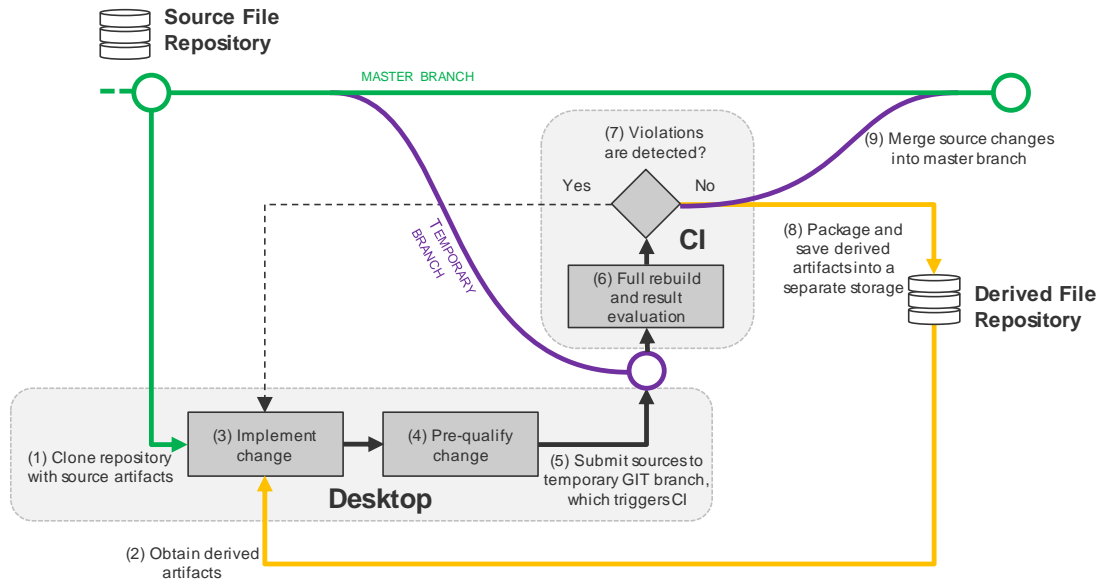 Source File
Repository
MASTER BRANCH
(7) Violations
are detected?
(9) Merge source changes
into master branch
Yes
No
TEMPORARY
BRANCH
CI
(8) Package and
save derived
artifacts into a
separate storage
(6) Full rebuild
and result
evaluation
Derived File
Repository
(3) Implement
change
(4) Pre-qualify
change
(1) Clone repository
with source artifacts
(5) Submit sources to
temporary GIT branch,
which triggers CI
Desktop
(2) Obtain derived
artifacts